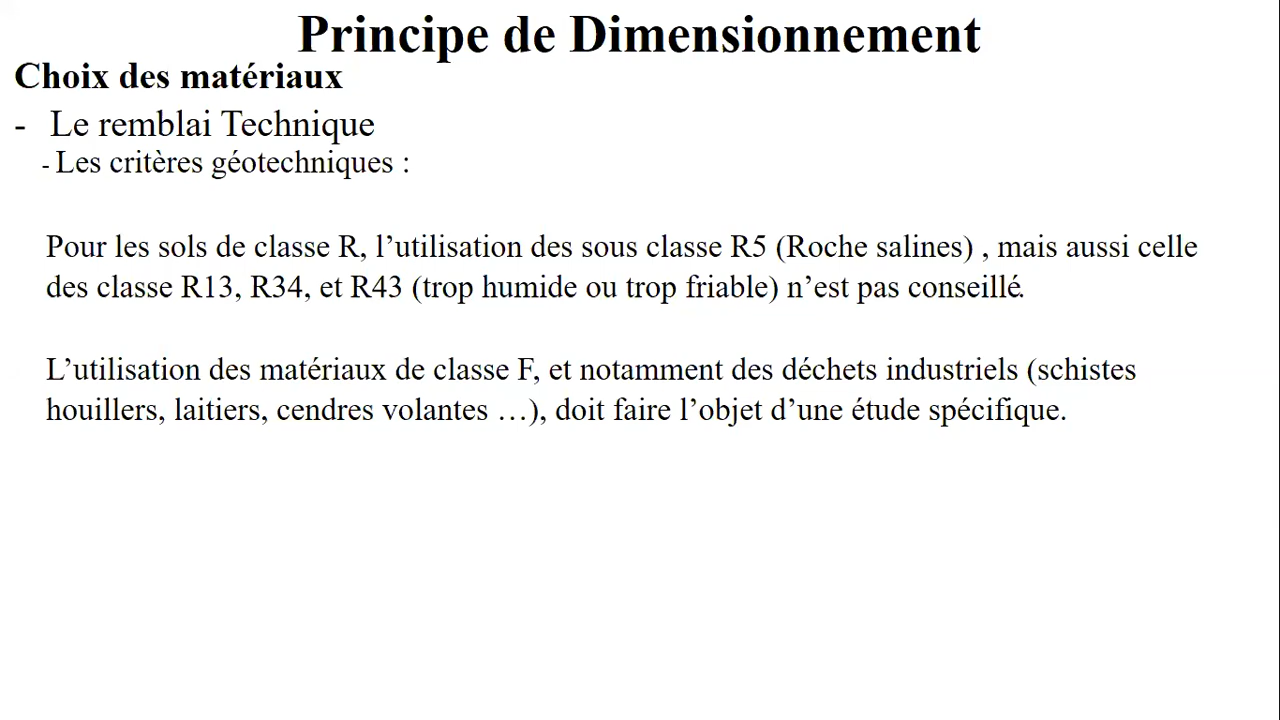 Principe de Dimensionnement
Choix des matériaux
- Le remblai Technique
- Les critères géotechniques :
Pour les sols de classe R, l’utilisation des sous classe R5 (Roche salines) , mais aussi celle
des classe R13, R34, et R43 (trop humide ou trop friable) n’est pas conseillé.
L’utilisation des matériaux de classe F, et notamment des déchets industriels (schistes
houillers, laitiers, cendres volantes …), doit faire l’objet d’une étude spécifique.